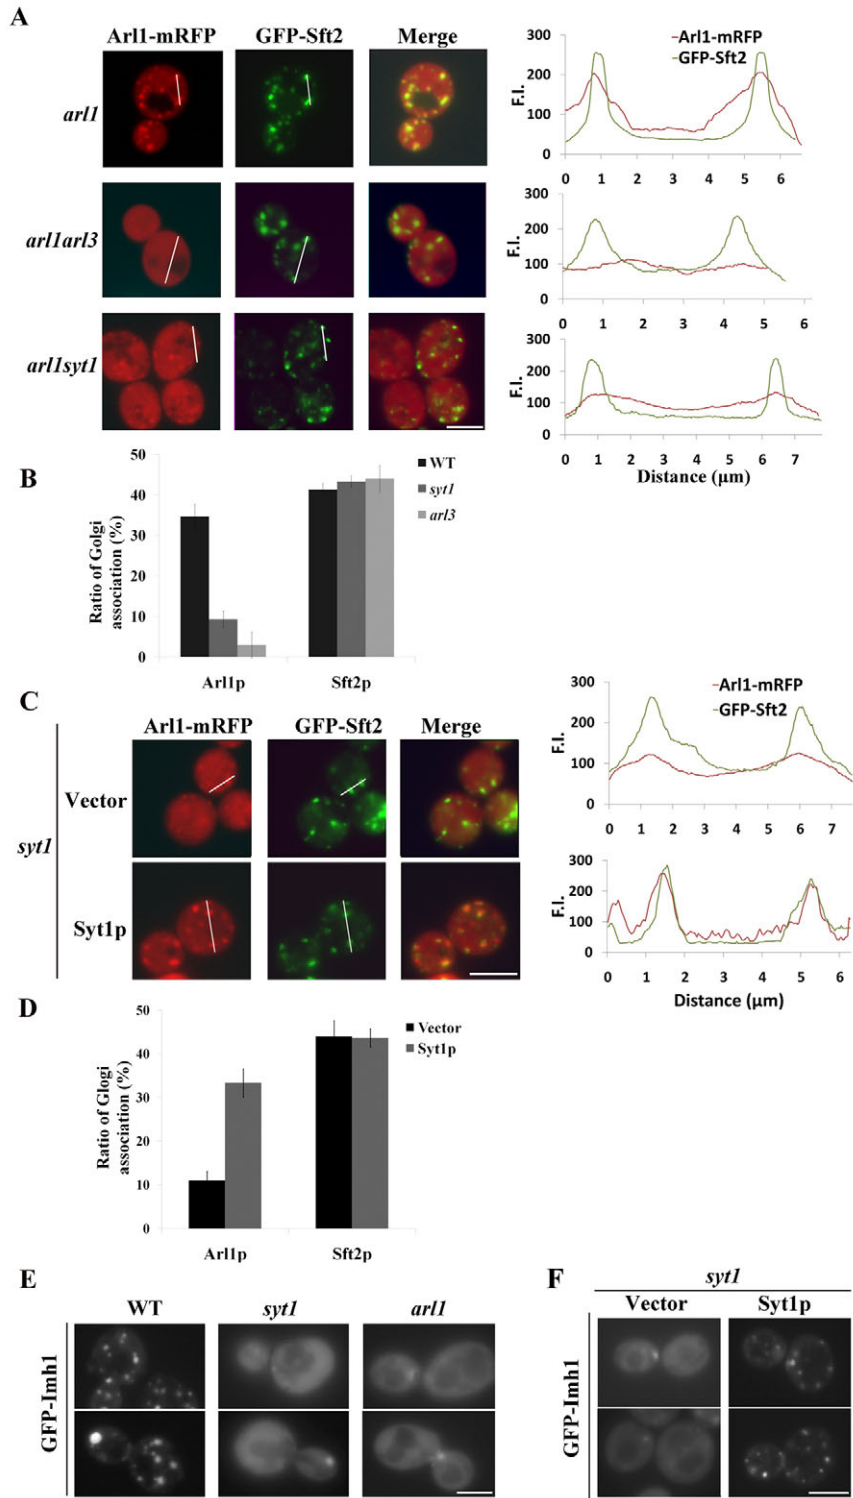 A
Arl1-mRFP GFP-Sft2 Merge
arl1
arl1arl3
arl1syt1
Arl1-mRFP
GFP-Sft2
F.I.
300
200
100
0
0 1 2 3 4 5 6 7
F.I.
300
200
100
0
0 1 2 3 4 5 6
F.I.
300
200
100
0
0 1 2 3 4 5 6 7
Distance (μm)
B
Ratio of Golgi
association (%)
50
40
30
20
10
0
WT
syt1
arl3
Arl1p Sft2p
C
Arl1-mRFP GFP-Sft2 Merge
syt1
Vector
Syt1p
Arl1-mRFP
GFP-Sft2
F.I.
300
200
100
0
0 1 2 3 4 5 6 7
F.I.
300
200
100
0
0 1 2 3 4 5 6
Distance (μm)
D
Ratio of Glogi
association (%)
50
40
30
20
10
0
Vector
Syt1p
Arl1p Sft2p
E
WT syt1 arl1
GFP-Imh1
F
syt1
Vector Syt1p
GFP-Imh1